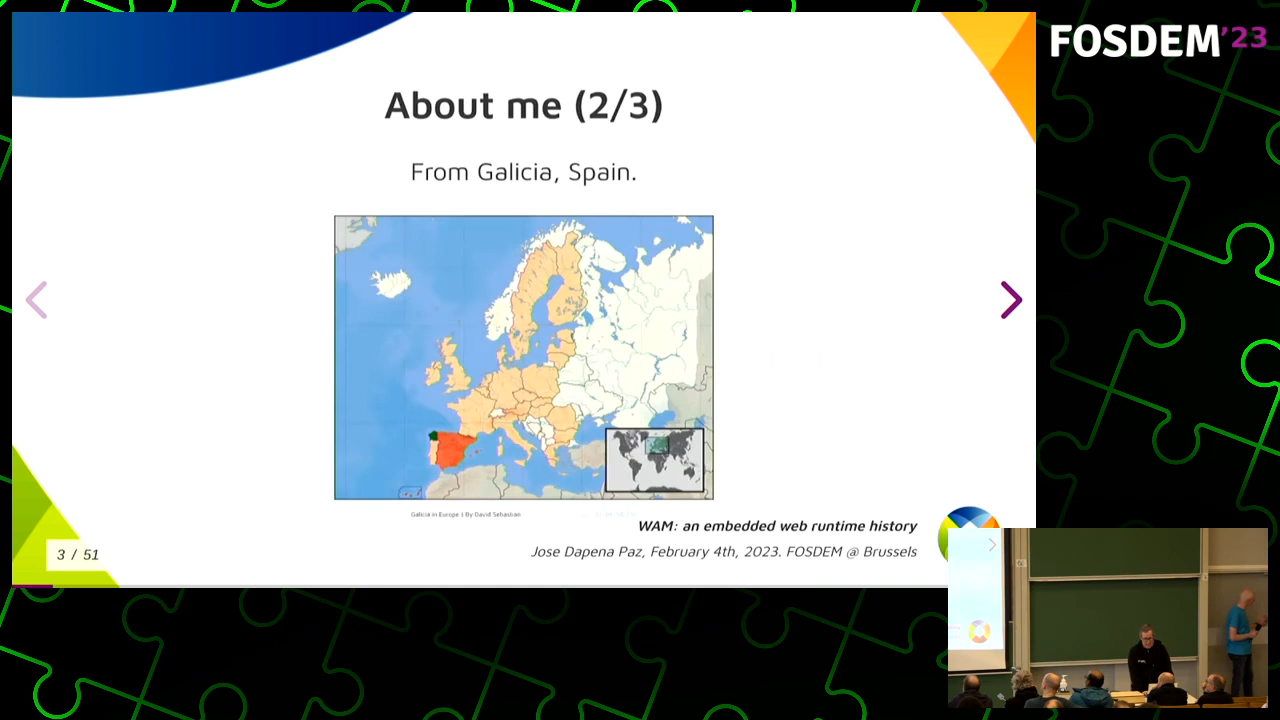 FOSDEM'23
About me (2/3)
From Galicia, Spain.
Galicia in Europe | By David Sebastian
WAM: an embedded web runtime history
Jose Dapena Paz, February 4th, 2023. FOSDEM @ Brussels
3 / 51